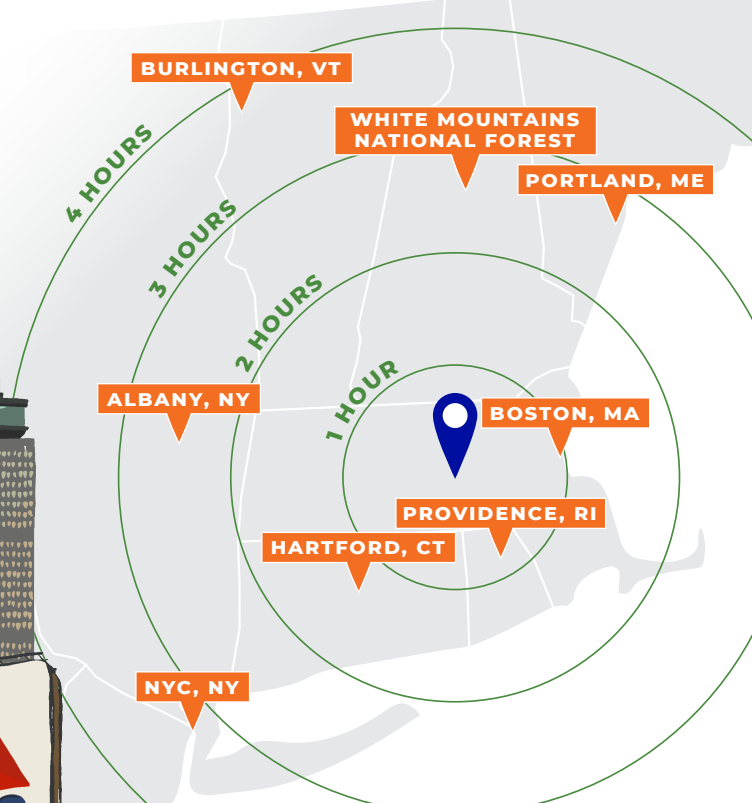 BURLINGTON, VT
WHITE MOUNTAINS
NATIONAL FOREST
PORTLAND, ME
4 HOURS
3 HOURS
2 HOURS
1 HOUR
ALBANY, NY
BOSTON, MA
PROVIDENCE, RI
HARTFORD, CT
NYC, NY